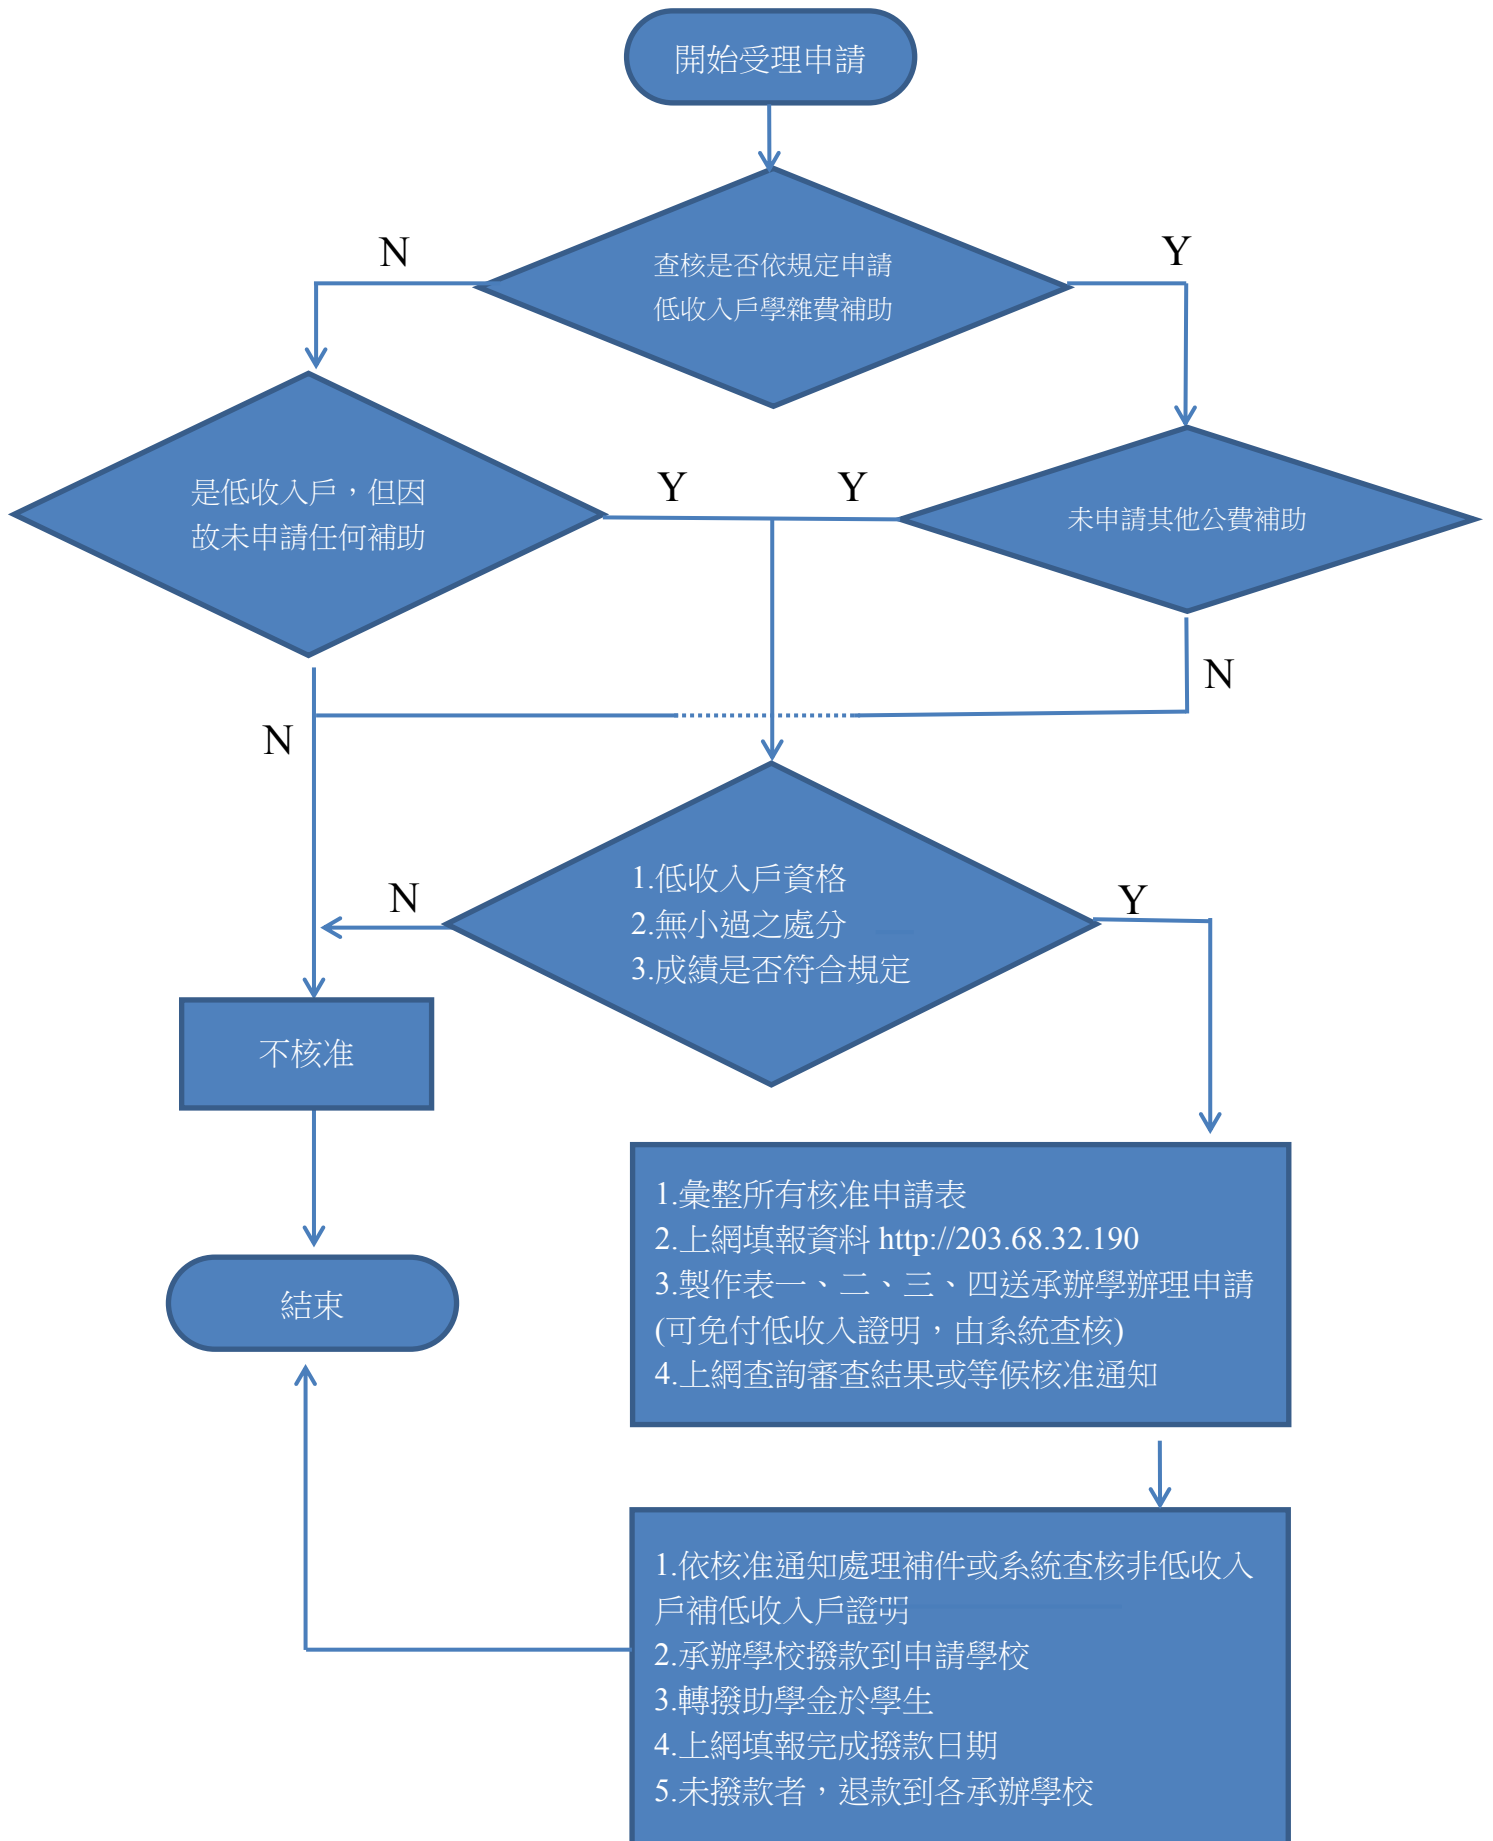 開始受理申請
N
Y
查核是否依規定申請
低收入戶學雜費補助
是低收入戶，但因
故未申請任何補助
Y
Y
未申請其他公費補助
N
N
1.低收入戶資格
2.無小過之處分
3.成績是否符合規定
N
Y
不核准
結束
1.彙整所有核准申請表
2.上網填報資料 http://203.68.32.190
3.製作表一、二、三、四送承辦學辦理申請
(可免付低收入證明，由系統查核)
4.上網查詢審查結果或等候核准通知
1.依核准通知處理補件或系統查核非低收入
戶補低收入戶證明
2.承辦學校撥款到申請學校
3.轉撥助學金於學生
4.上網填報完成撥款日期
5.未撥款者，退款到各承辦學校